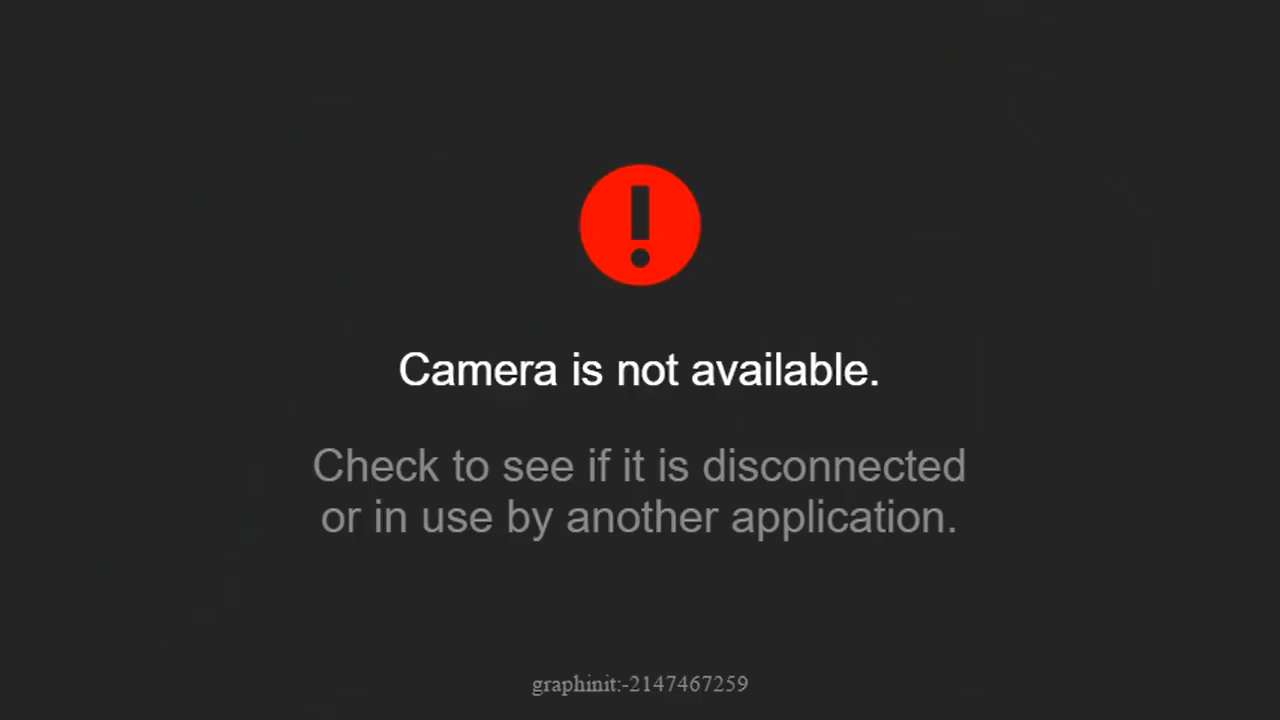 Camera is not available.
Check to see if it is disconnected
or in use by another application.
graphinit:-2147467259